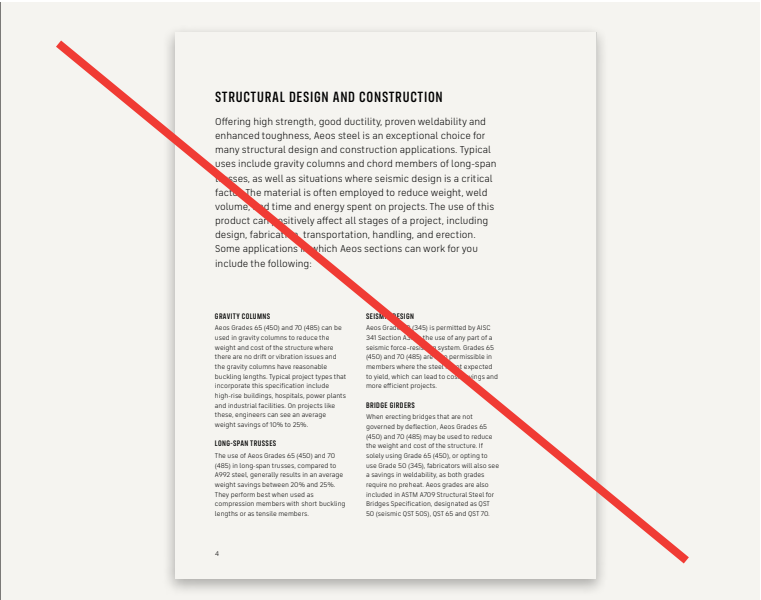 STRUCTURAL DESIGN AND CONSTRUCTION
Offering high strength, good ductility, proven weldability and
enhanced toughness, Aeos steel is an exceptional choice for
many structural design and construction applications. Typical
uses include gravity columns and chord members of long-span
trusses, as well as situations where seismic design is a critical
factor. The material is often employed to reduce weight, weld
volume, and time and energy spent on projects. The use of this
product can positively affect all stages of a project, including
design, fabrication, transportation, handling, and erection.
Some applications in which Aeos sections can work for you
include the following:
GRAVITY COLUMNS
Aeos Grades 65 (450) and 70 (485) can be
used in gravity columns to reduce the
weight and cost of the structure where
there are no drift or vibration issues and
the gravity columns have reasonable
buckling lengths. Typical project types that
incorporate this specification include
high-rise buildings, hospitals, power plants
and industrial facilities. On projects like
these, engineers can see an average
weight savings of 10% to 25%.
LONG-SPAN TRUSSES
The use of Aeos Grades 65 (450) and 70
(485) in long-span trusses, compared to
A992 steel, generally results in an average
weight savings between 20% and 25%.
They perform best when used as
compression members with short buckling
lengths or as tensile members.
SEISMIC DESIGN
Aeos Grade 50 (345) is permitted by AISC
341 Section A3. the use of any part of a
seismic force-resisting system. Grades 65
(450) and 70 (485) are also permissible in
members where the steel is not expected
to yield, which can lead to cost savings and
more efficient projects.
BRIDGE GIRDERS
When erecting bridges that are not
governed by deflection, Aeos Grades 65
(450) and 70 (485) may be used to reduce
the weight and cost of the structure. If
solely using Grade 65 (450), or opting to
use Grade 50 (345), fabricators will also see
a savings in weldability, as both grades
require no preheat. Aeos grades are also
included in ASTM A709 Structural Steel for
Bridges Specification, designated as QST
50 (seismic QST 50S), QST 65 and QST 70.
4